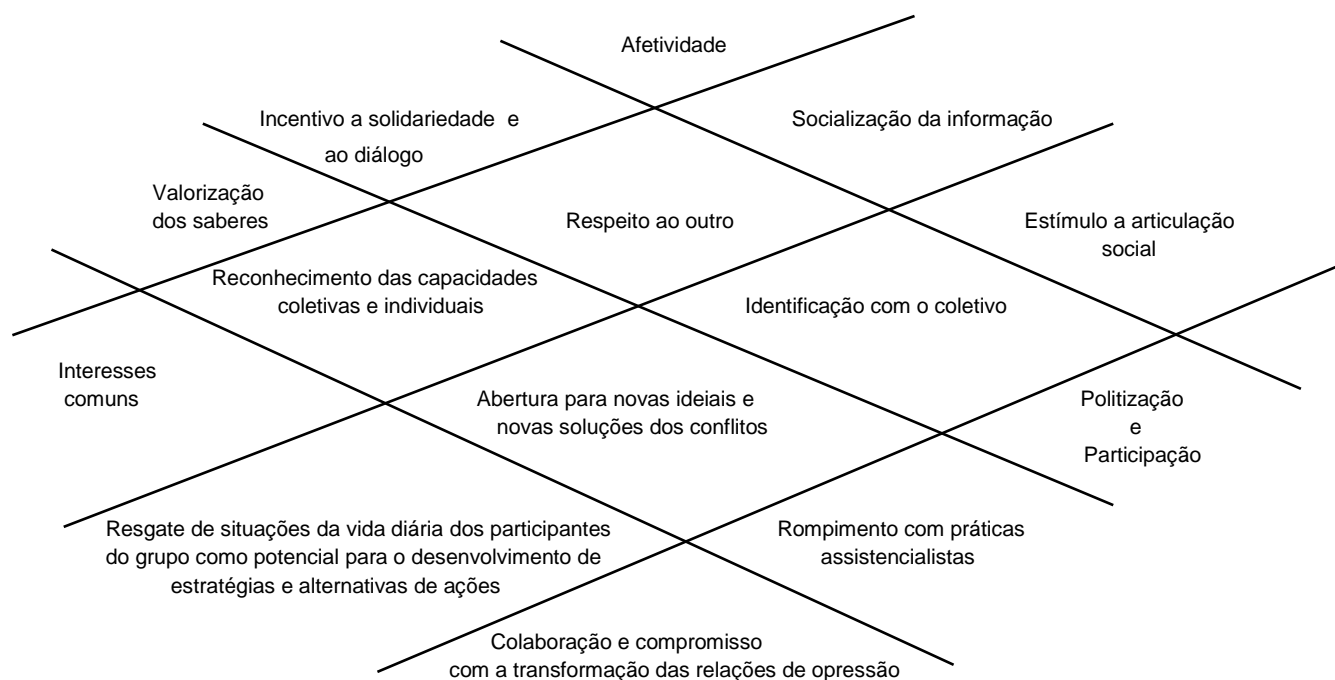 Afetividade
Incentivo a solidariedade e
ao diálogo
Socialização da informação
Valorização
dos saberes
Respeito ao outro
Estímulo a articulação
social
Reconhecimento das capacidades
coletivas e individuais
Identificação com o coletivo
Interesses
comuns
Abertura para novas ideiais e
novas soluções dos conflitos
Politização
e
Participação
Resgate de situações da vida diária dos participantes
do grupo como potencial para o desenvolvimento de
estratégias e alternativas de ações
Rompimento com práticas
assistencialistas
Colaboração e compromisso
com a transformação das relações de opressão